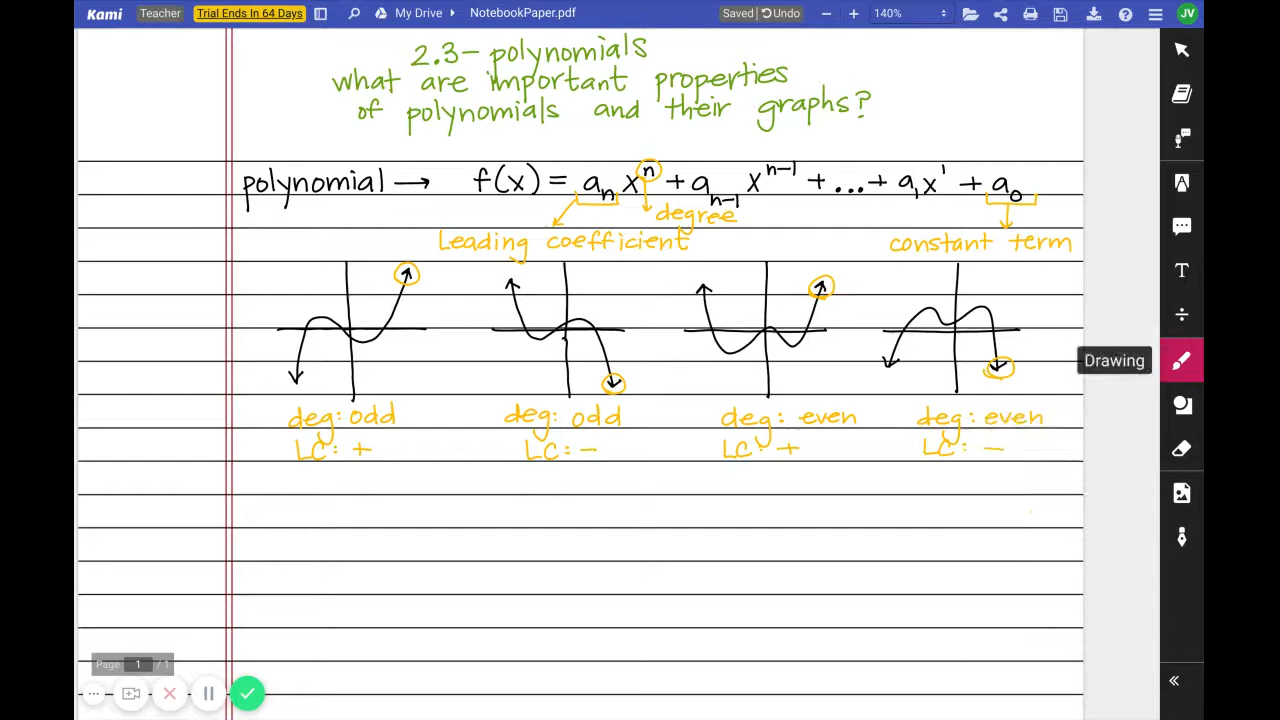 Kami Teacher Trial Ends In 64 Days My Drive NotebookPaper.pdf Saved Undo 140% JV
2.3- polynomials
what are important properties
of polynomials and their graphs?
polynomial → f(x) = aₙxⁿ + aₙ₋₁xⁿ⁻¹ + ... + a₁x¹ + a₀
degree
Leading coefficient constant term
Drawing
deg: odd deg: odd deg: even deg: even
LC: + LC: - LC: + LC: -
Page 1 / 1